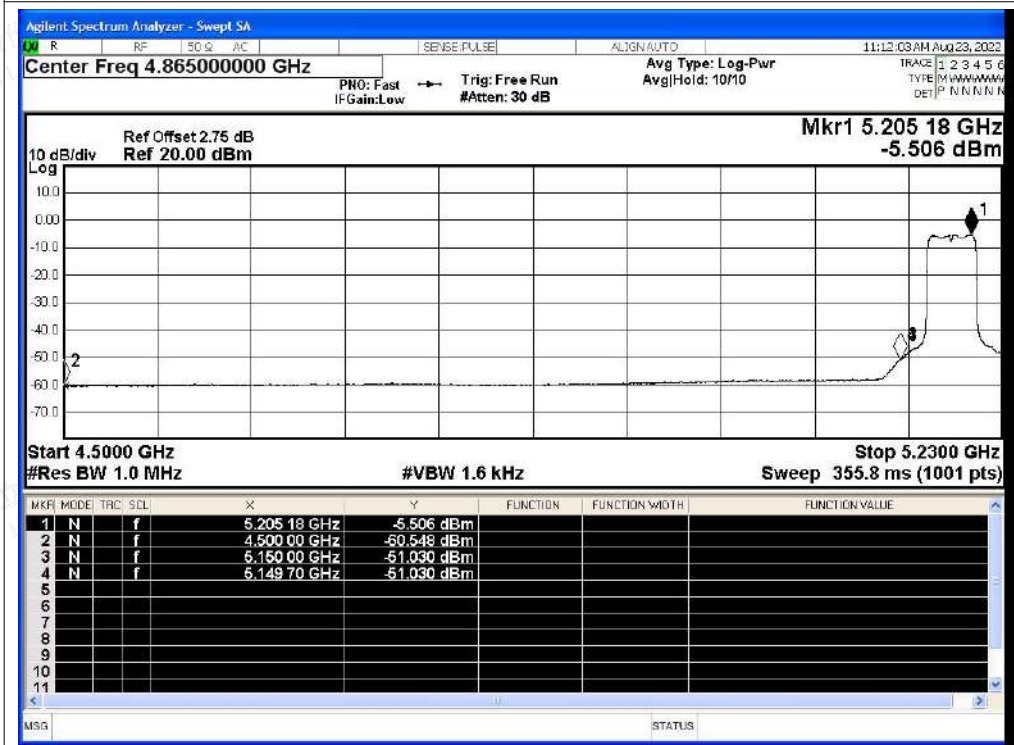 Agilent Spectrum Analyzer - Swept SA
R RF 50 Ω AC SENSE:PULSE ALIGN AUTO 11:12:03 AM Aug 23, 2022
Center Freq 4.865000000 GHz
PNO: Fast
IFGain:Low
Trig: Free Run
#Atten: 30 dB
Avg Type: Log-Pwr
Avg|Hold: 10/10
TRACE 1 2 3 4 5 6
TYPE M WWWWW
DET P N N N N N
Ref Offset 2.75 dB
10 dB/div Ref 20.00 dBm
Log
Mkr1 5.205 18 GHz
-5.506 dBm
10.0
0.00
-10.0
-20.0
-30.0
-40.0
-50.0
-60.0
-70.0
1
2
Start 4.5000 GHz
#Res BW 1.0 MHz
#VBW 1.6 kHz
Stop 5.2300 GHz
Sweep 355.8 ms (1001 pts)
MKR MODE TRC SCL X Y FUNCTION FUNCTION WIDTH FUNCTION VALUE
1 N f 5.205 18 GHz -5.506 dBm
2 N f 4.500 00 GHz -60.548 dBm
3 N f 5.150 00 GHz -51.030 dBm
4 N f 5.149 70 GHz -51.030 dBm
5
6
7
8
9
10
11
MSG STATUS